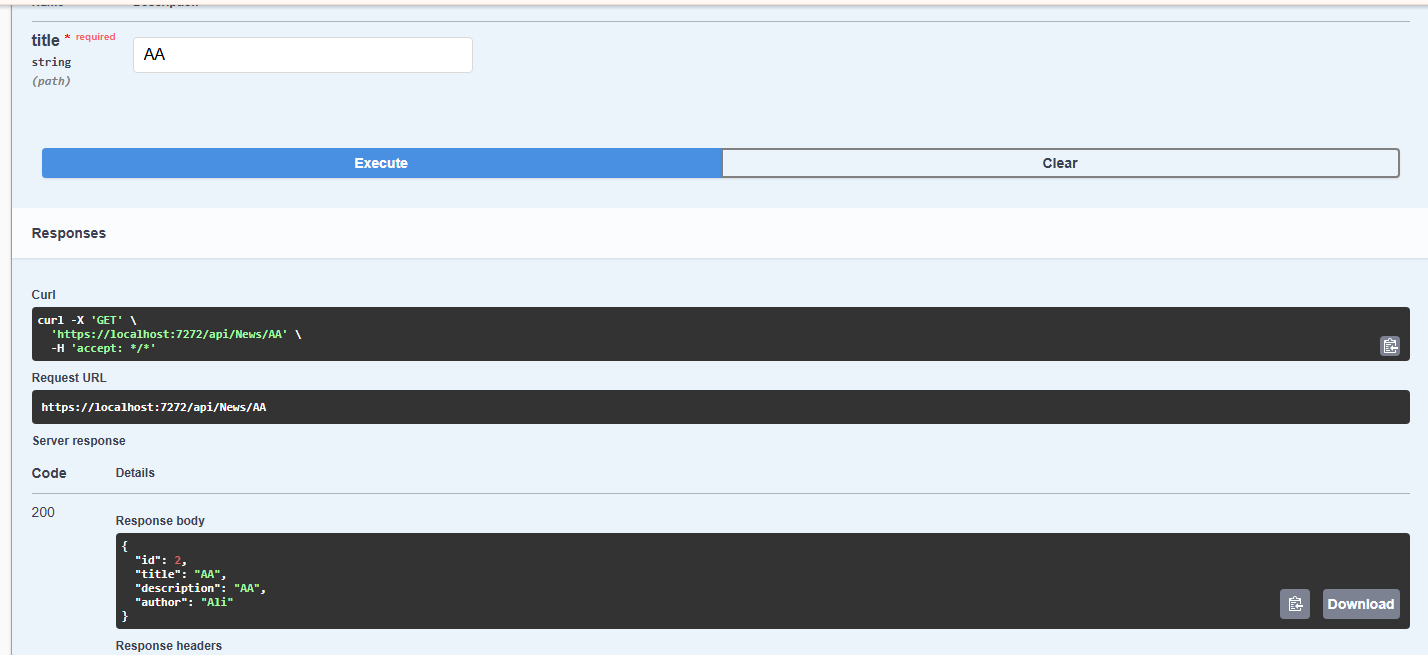 title * required
AA
string
(path)
Execute
Clear
Responses
Curl
curl -X 'GET' \
'https://localhost:7272/api/News/AA' \
-H 'accept: */*'
Request URL
https://localhost:7272/api/News/AA
Server response
Code
Details
200
Response body
{
"id": 2,
"title": "AA",
"description": "AA",
"author": "Ali"
}
Download
Response headers